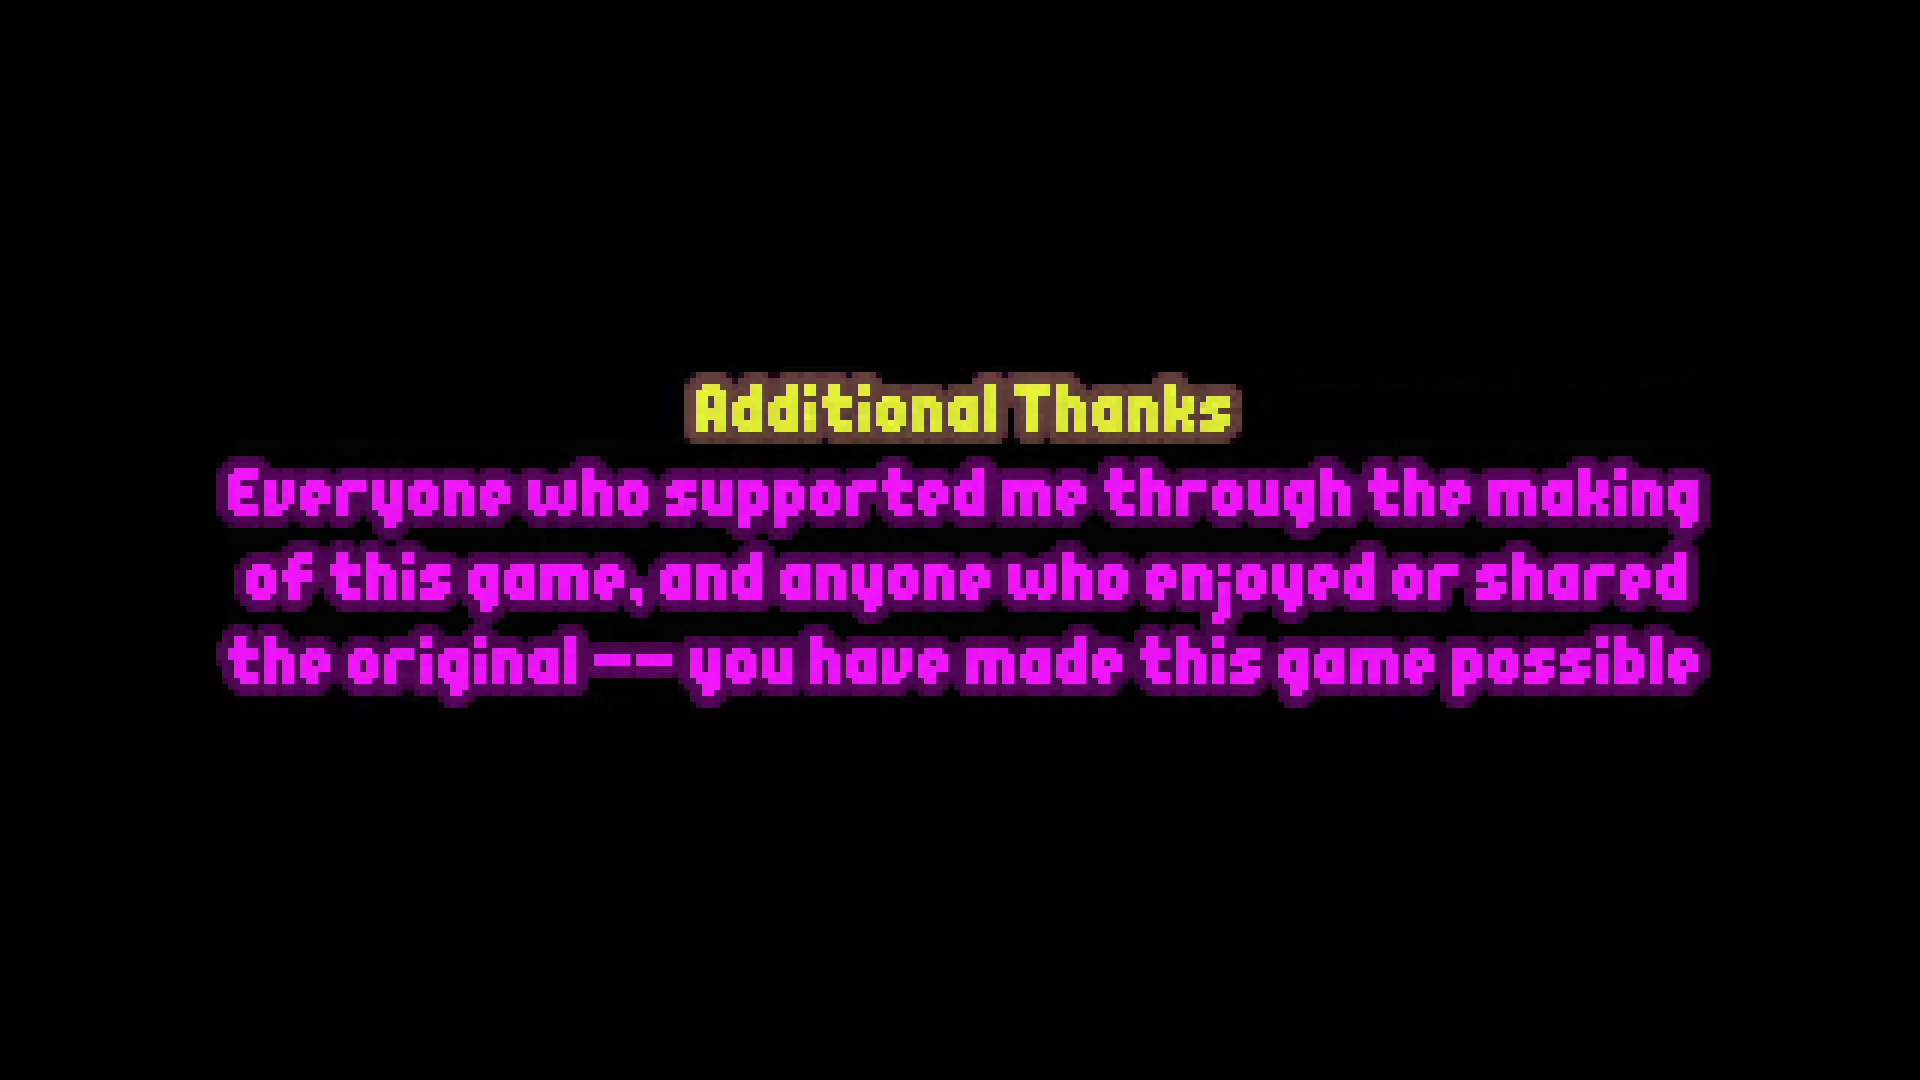 Additional Thanks
Everyone who supported me through the making
of this game, and anyone who enjoyed or shared
the original -- you have made this game possible